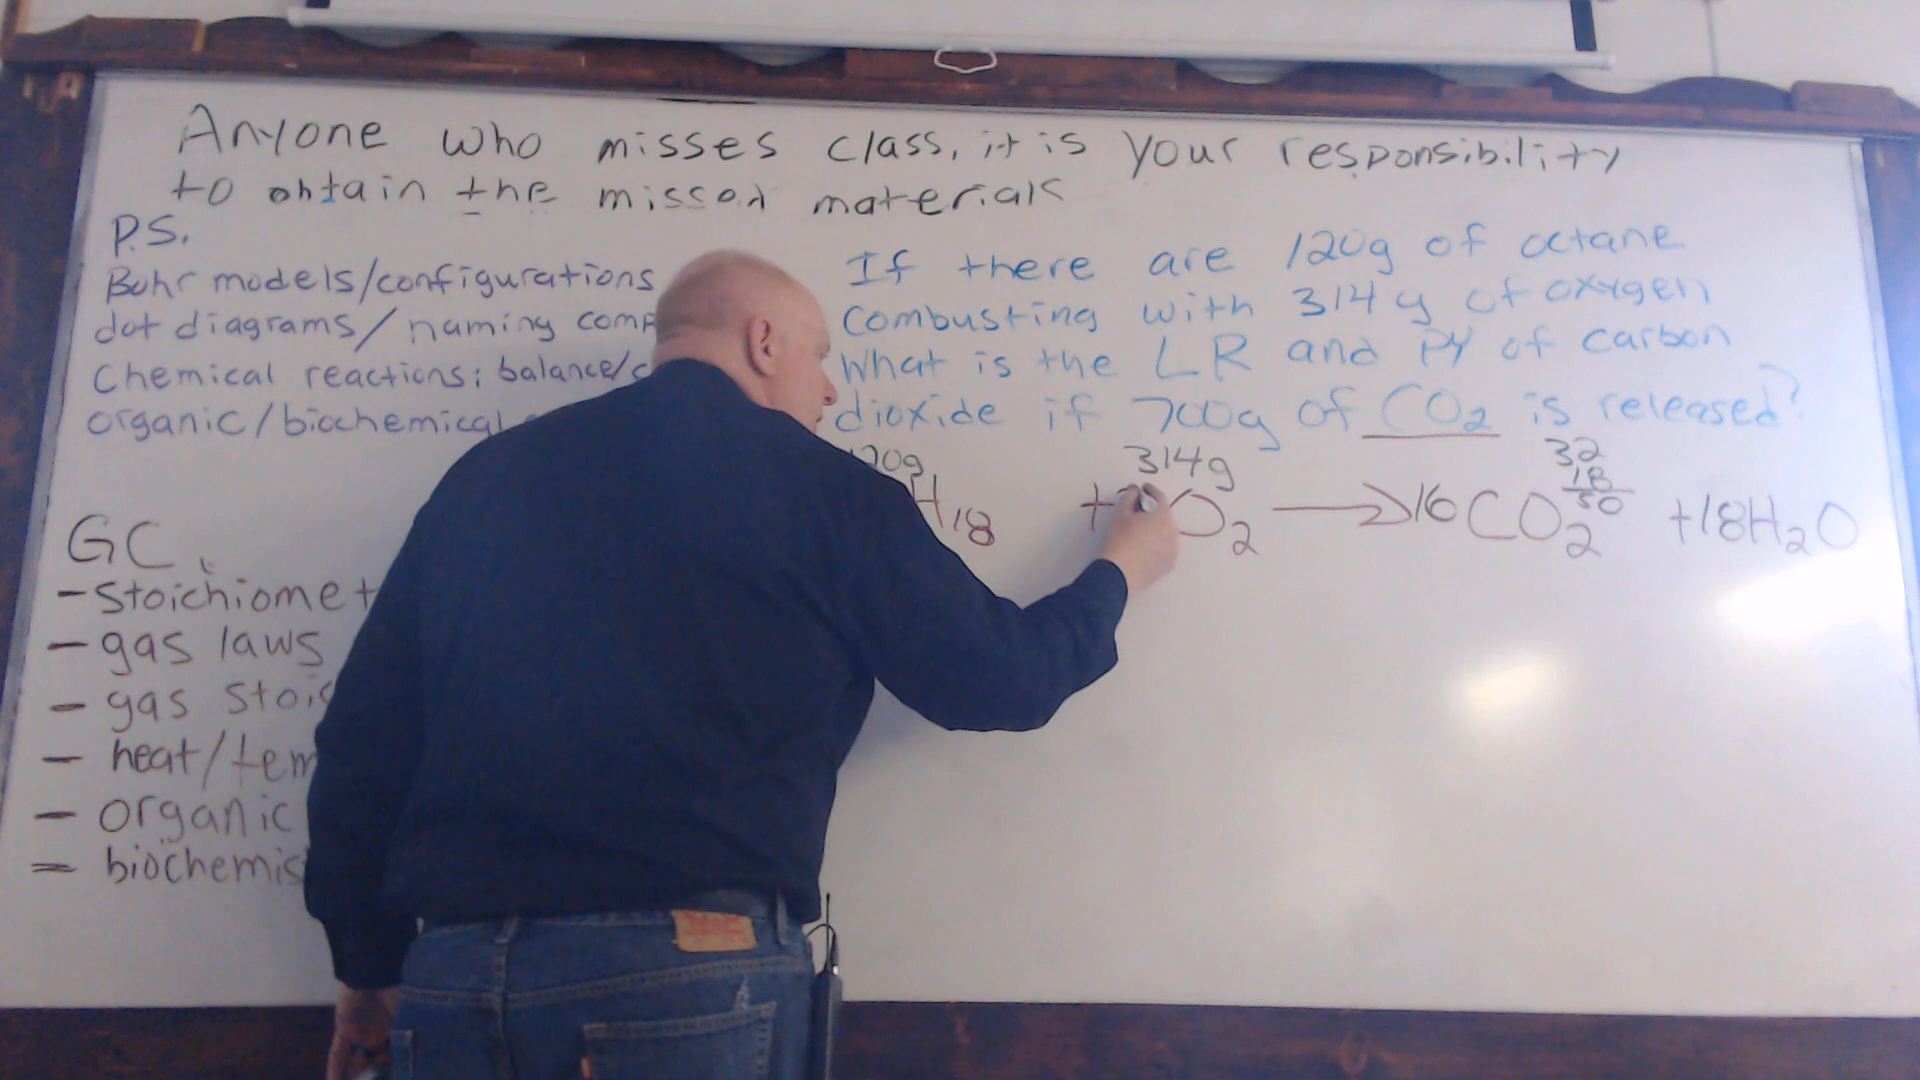 Anyone who misses class, it is your responsibility
to obtain the missed materials
P.S.
Bohr models/configurations
dot diagrams/naming comp
Chemical reactions: balance/c
organic/biochemical
If there are 120g of octane
combusting with 314g of oxygen
What is the LR and PY of carbon
dioxide if 700g of CO2 is released?
120g 314g 32
18
50
H18 + O2 → 16CO2 +18H2O
GC
- Stoichiomet
- gas laws
- gas stoic
- heat/tem
- organic
- biochemis